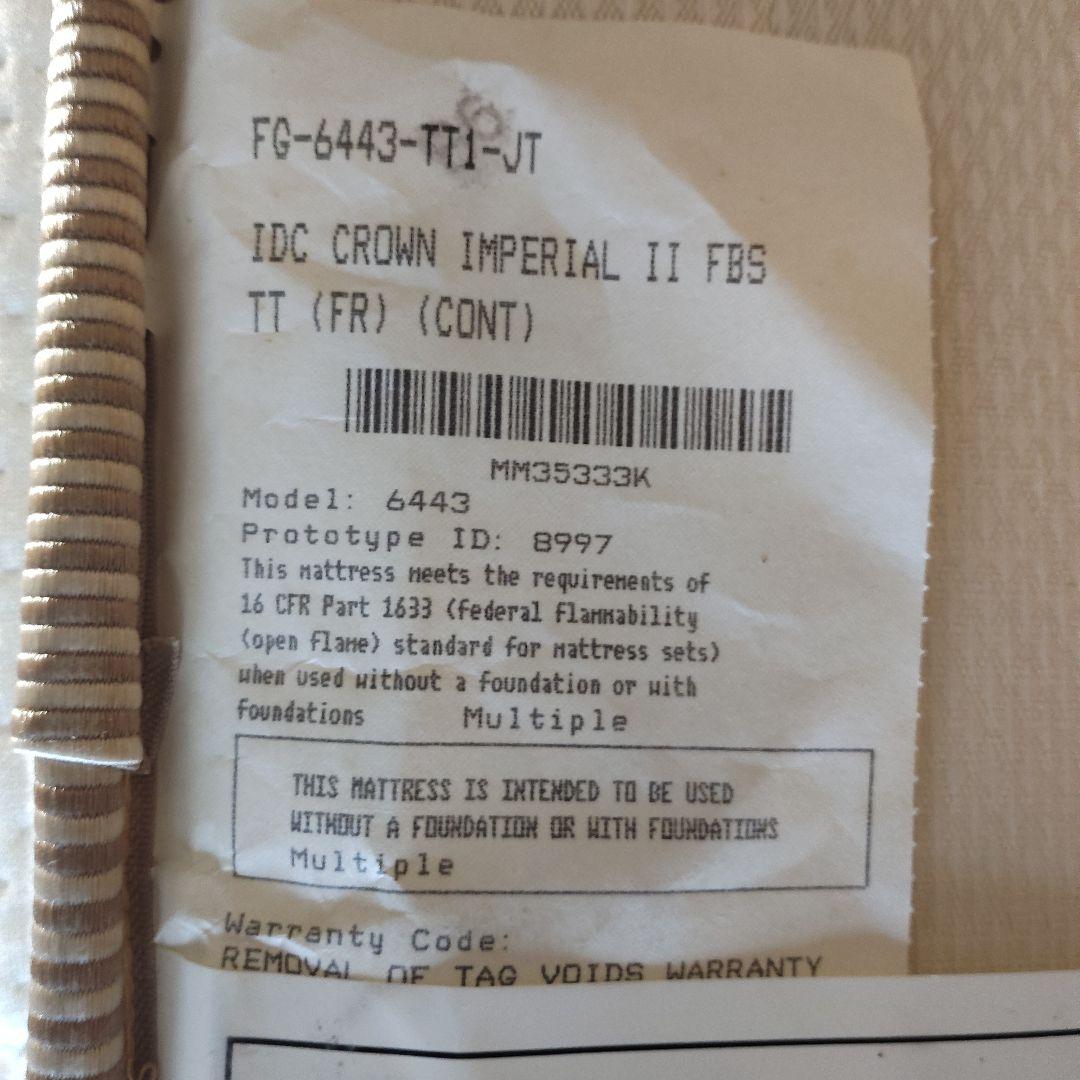 FG-6443-TT1-JT
IDC CROWN IMPERIAL II FBS
TT (FR) (CONT)
MM35333K
Model: 6443
Prototype ID: 8997
This mattress meets the requirements of
16 CFR Part 1633 (federal flammability
(open flame) standard for mattress sets)
when used without a foundation or with
foundations Multiple
THIS MATTRESS IS INTENDED TO BE USED
WITHOUT A FOUNDATION OR WITH FOUNDATIONS
Multiple
Warranty Code:
REMOVAL OF TAG VOIDS WARRANTY